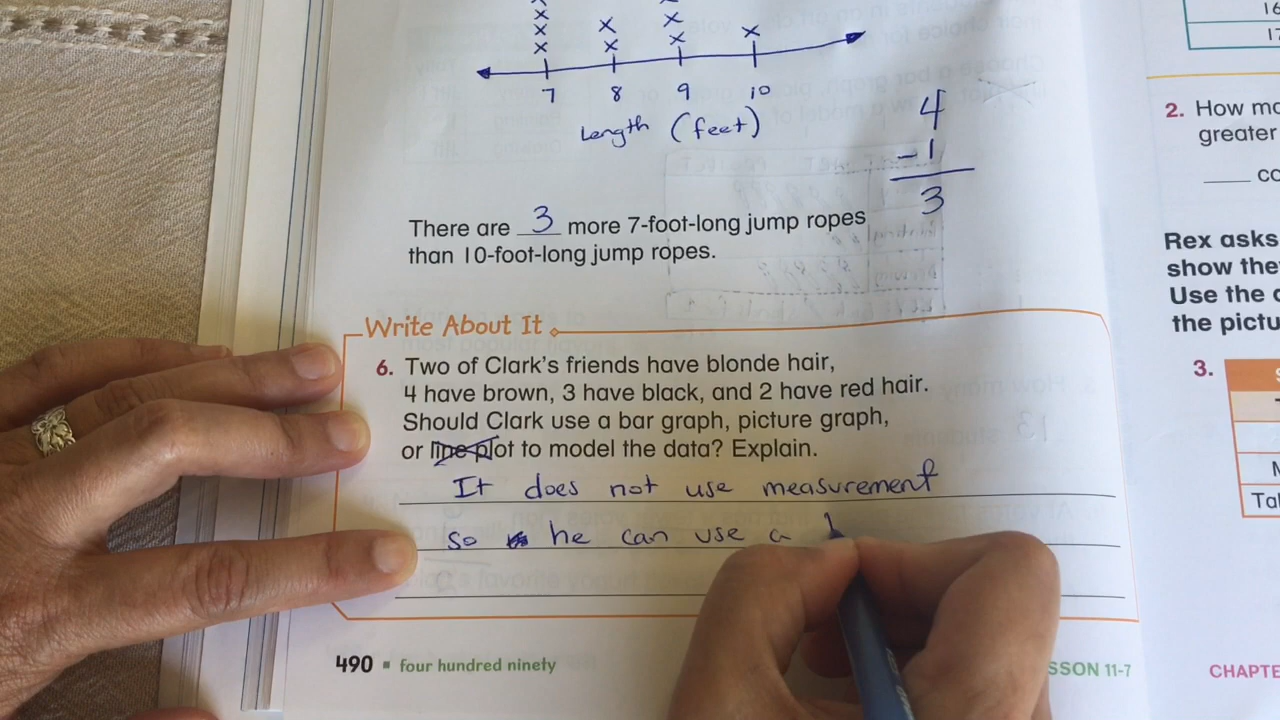 7 8 9 10
Length (feet)
4
-1
3
There are 3 more 7-foot-long jump ropes
than 10-foot-long jump ropes.
Write About It
6. Two of Clark's friends have blonde hair,
4 have brown, 3 have black, and 2 have red hair.
Should Clark use a bar graph, picture graph,
or line plot to model the data? Explain.
It does not use measurement
so he can use a
490 ▪ four hundred ninety
SSON 11-7
16
17
2. How
greater
Rex asks
show
Use the
the
3.
CHAPTE